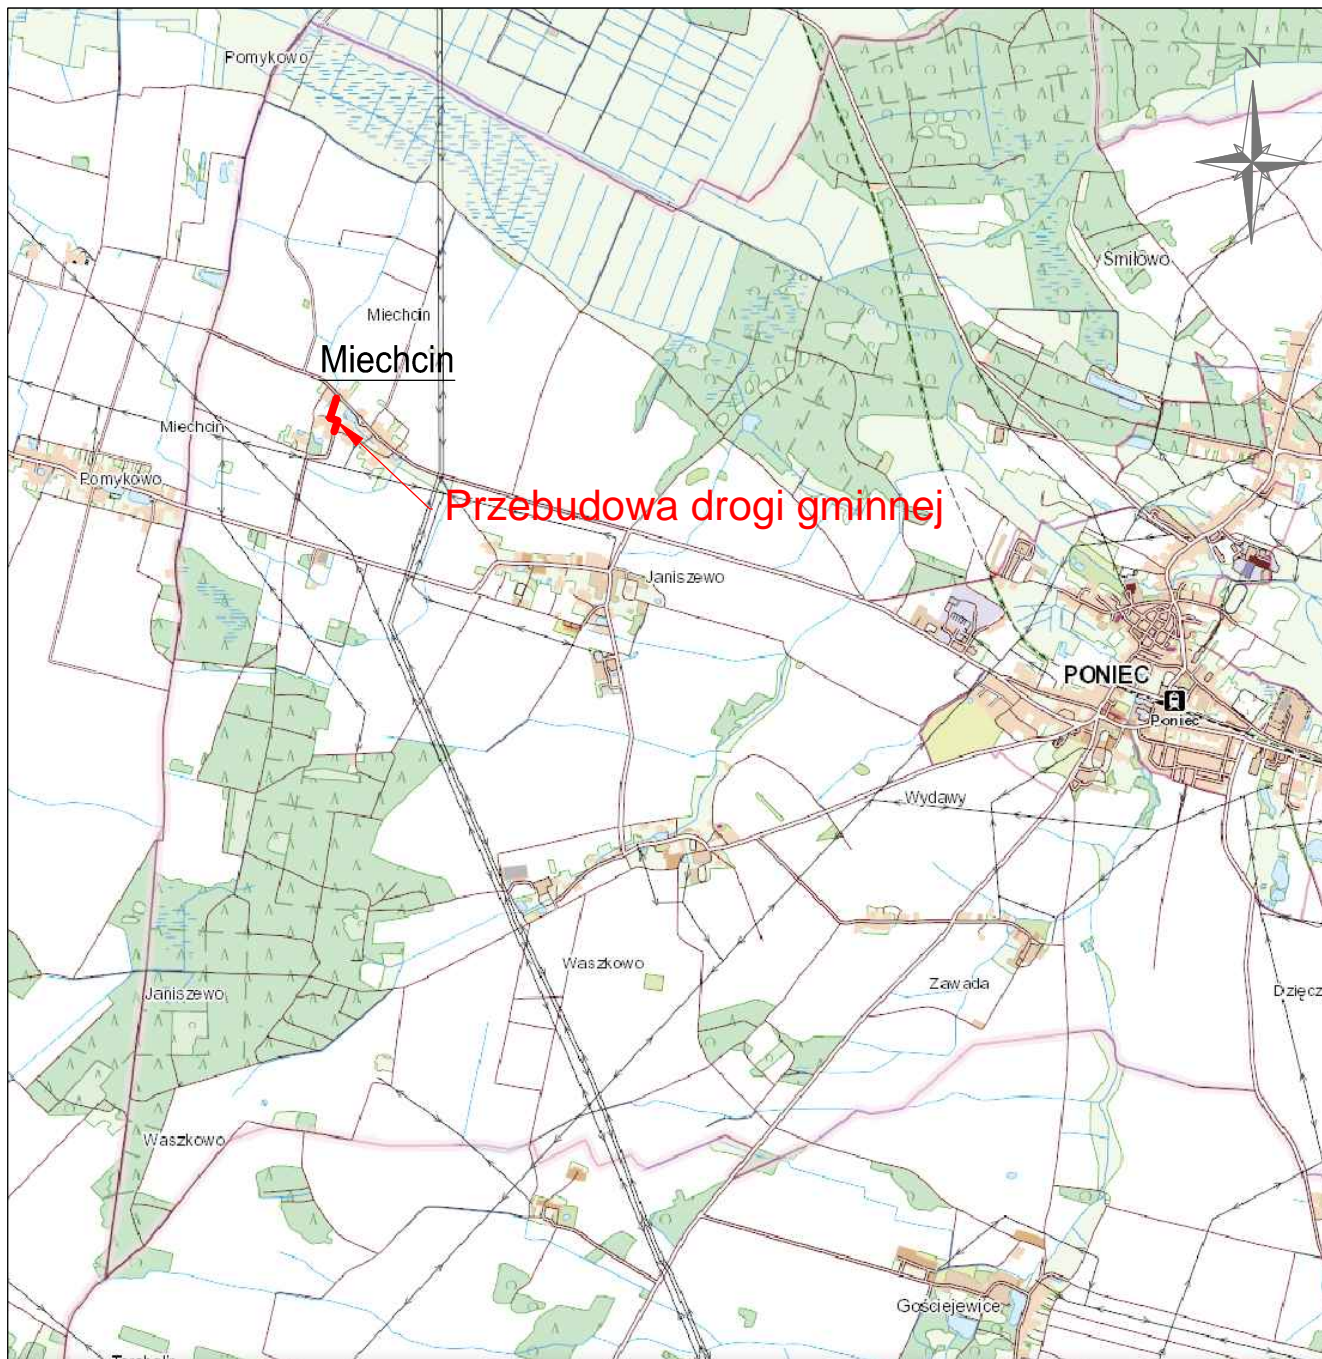 Pomykowo
N
Śmiłowo
Miechcin
Miechcin
Miechcin
Pomykowo
Przebudowa drogi gminnej
Janiszewo
PONIEC
Poniec
Wydawy
Waszkowo
Zawada
Janiszewo
Dzięcz
Waszkowo
Gościejewice